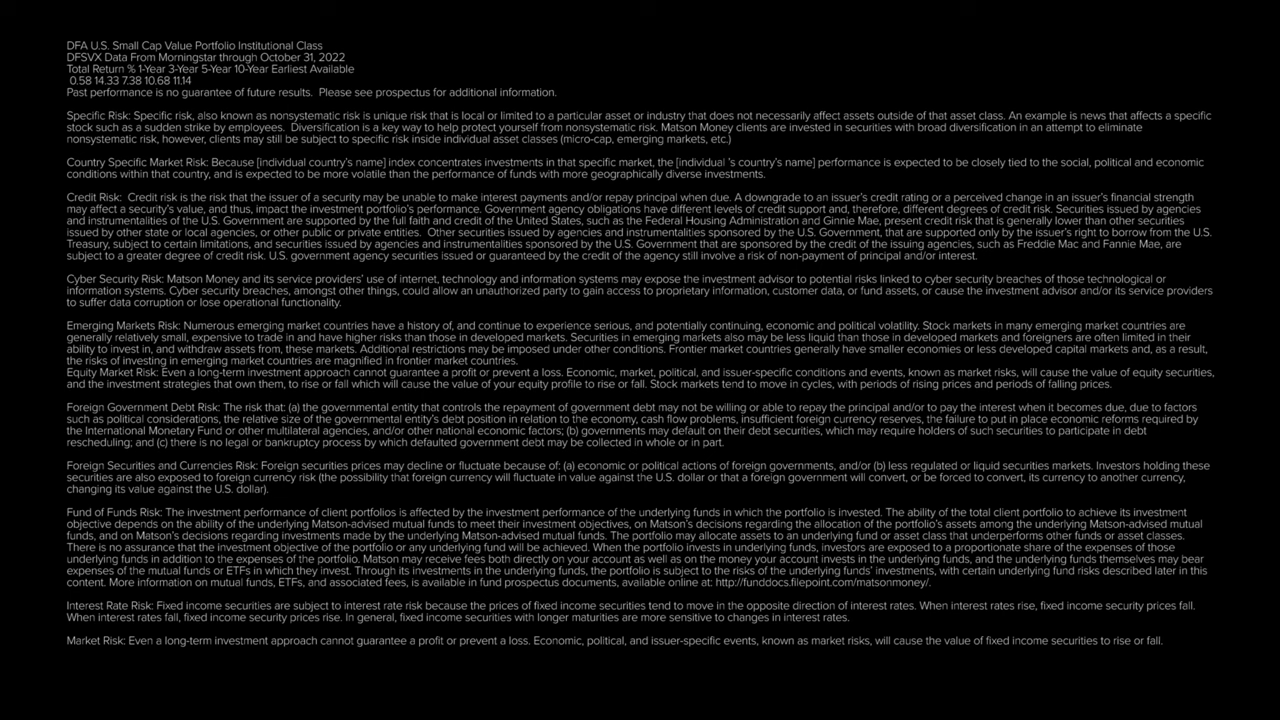 DFA U.S. Small Cap Value Portfolio Institutional Class
DFSVX Data From Morningstar through October 31, 2022
Total Return % 1-Year 3-Year 5-Year 10-Year Earliest Available
0.58 14.33 7.38 10.68 11.14
Past performance is no guarantee of future results. Please see prospectus for additional information.
Specific Risk: Specific risk, also known as nonsystematic risk is unique risk that is local or limited to a particular asset or industry that does not necessarily affect assets outside of that asset class. An example is news that affects a specific
stock such as a sudden strike by employees. Diversification is a key way to help protect yourself from nonsystematic risk. Matson Money clients are invested in securities with broad diversification in an attempt to eliminate
nonsystematic risk, however, clients may still be subject to specific risk inside individual asset classes (micro-cap, emerging markets, etc.)
Country Specific Market Risk: Because [individual country's name] index concentrates investments in that specific market, the [individual 's country's name] performance is expected to be closely tied to the social, political and economic
conditions within that country, and is expected to be more volatile than the performance of funds with more geographically diverse investments.
Credit Risk: Credit risk is the risk that the issuer of a security may be unable to make interest payments and/or repay principal when due. A downgrade to an issuer's credit rating or a perceived change in an issuer's financial strength
may affect a security's value, and thus, impact the investment portfolio's performance. Government agency obligations have different levels of credit support and, therefore, different degrees of credit risk. Securities issued by agencies
and instrumentalities of the U.S. Government are supported by the full faith and credit of the United States, such as the Federal Housing Administration and Ginnie Mae, present credit risk that is generally lower than other securities
issued by other state or local agencies, or other public or private entities. Other securities issued by agencies and instrumentalities sponsored by the U.S. Government, that are supported only by the issuer's right to borrow from the U.S.
Treasury, subject to certain limitations, and securities issued by agencies and instrumentalities sponsored by the U.S. Government that are sponsored by the credit of the issuing agencies, such as Freddie Mac and Fannie Mae, are
subject to a greater degree of credit risk. U.S. government agency securities issued or guaranteed by the credit of the agency still involve a risk of non-payment of principal and/or interest.
Cyber Security Risk: Matson Money and its service providers' use of internet, technology and information systems may expose the investment advisor to potential risks linked to cyber security breaches of those technological or
information systems. Cyber security breaches, amongst other things, could allow an unauthorized party to gain access to proprietary information, customer data, or fund assets, or cause the investment advisor and/or its service providers
to suffer data corruption or lose operational functionality.
Emerging Markets Risk: Numerous emerging market countries have a history of, and continue to experience serious, and potentially continuing, economic and political volatility. Stock markets in many emerging market countries are
generally relatively small, expensive to trade in and have higher risks than those in developed markets. Securities in emerging markets also may be less liquid than those in developed markets and foreigners are often limited in their
ability to invest in, and withdraw assets from, these markets. Additional restrictions may be imposed under other conditions. Frontier market countries generally have smaller economies or less developed capital markets and, as a result,
the risks of investing in emerging market countries are magnified in frontier market countries.
Equity Market Risk: Even a long-term investment approach cannot guarantee a profit or prevent a loss. Economic, market, political, and issuer-specific conditions and events, known as market risks, will cause the value of equity securities,
and the investment strategies that own them, to rise or fall which will cause the value of your equity profile to rise or fall. Stock markets tend to move in cycles, with periods of rising prices and periods of falling prices.
Foreign Government Debt Risk: The risk that: (a) the governmental entity that controls the repayment of government debt may not be willing or able to repay the principal and/or to pay the interest when it becomes due, due to factors
such as political considerations, the relative size of the governmental entity's debt position in relation to the economy, cash flow problems, insufficient foreign currency reserves, the failure to put in place economic reforms required by
the International Monetary Fund or other multilateral agencies, and/or other national economic factors; (b) governments may default on their debt securities, which may require holders of such securities to participate in debt
rescheduling; and (c) there is no legal or bankruptcy process by which defaulted government debt may be collected in whole or in part.
Foreign Securities and Currencies Risk: Foreign securities prices may decline or fluctuate because of: (a) economic or political actions of foreign governments, and/or (b) less regulated or liquid securities markets. Investors holding these
securities are also exposed to foreign currency risk (the possibility that foreign currency will fluctuate in value against the U.S. dollar or that a foreign government will convert, or be forced to convert, its currency to another currency,
changing its value against the U.S. dollar).
Fund of Funds Risk: The investment performance of client portfolios is affected by the investment performance of the underlying funds in which the portfolio is invested. The ability of the total client portfolio to achieve its investment
objective depends on the ability of the underlying Matson-advised mutual funds to meet their investment objectives, on Matson's decisions regarding the allocation of the portfolio's assets among the underlying Matson-advised mutual
funds, and on Matson's decisions regarding investments made by the underlying Matson-advised mutual funds. The portfolio may allocate assets to an underlying fund or asset class that underperforms other funds or asset classes.
There is no assurance that the investment objective of the portfolio or any underlying fund will be achieved. When the portfolio invests in underlying funds, investors are exposed to a proportionate share of the expenses of those
underlying funds in addition to the expenses of the portfolio. Matson may receive fees both directly on your account as well as on the money your account invests in the underlying funds, and the underlying funds themselves may bear
expenses of the mutual funds or ETFs in which they invest. Through its investments in the underlying funds, the portfolio is subject to the risks of the underlying funds' investments, with certain underlying fund risks described later in this
content. More information on mutual funds, ETFs, and associated fees, is available in fund prospectus documents, available online at: http://funddocs.filepoint.com/matsonmoney/.
Interest Rate Risk: Fixed income securities are subject to interest rate risk because the prices of fixed income securities tend to move in the opposite direction of interest rates. When interest rates rise, fixed income security prices fall.
When interest rates fall, fixed income security prices rise. In general, fixed income securities with longer maturities are more sensitive to changes in interest rates.
Market Risk: Even a long-term investment approach cannot guarantee a profit or prevent a loss. Economic, political, and issuer-specific events, known as market risks, will cause the value of fixed income securities to rise or fall.